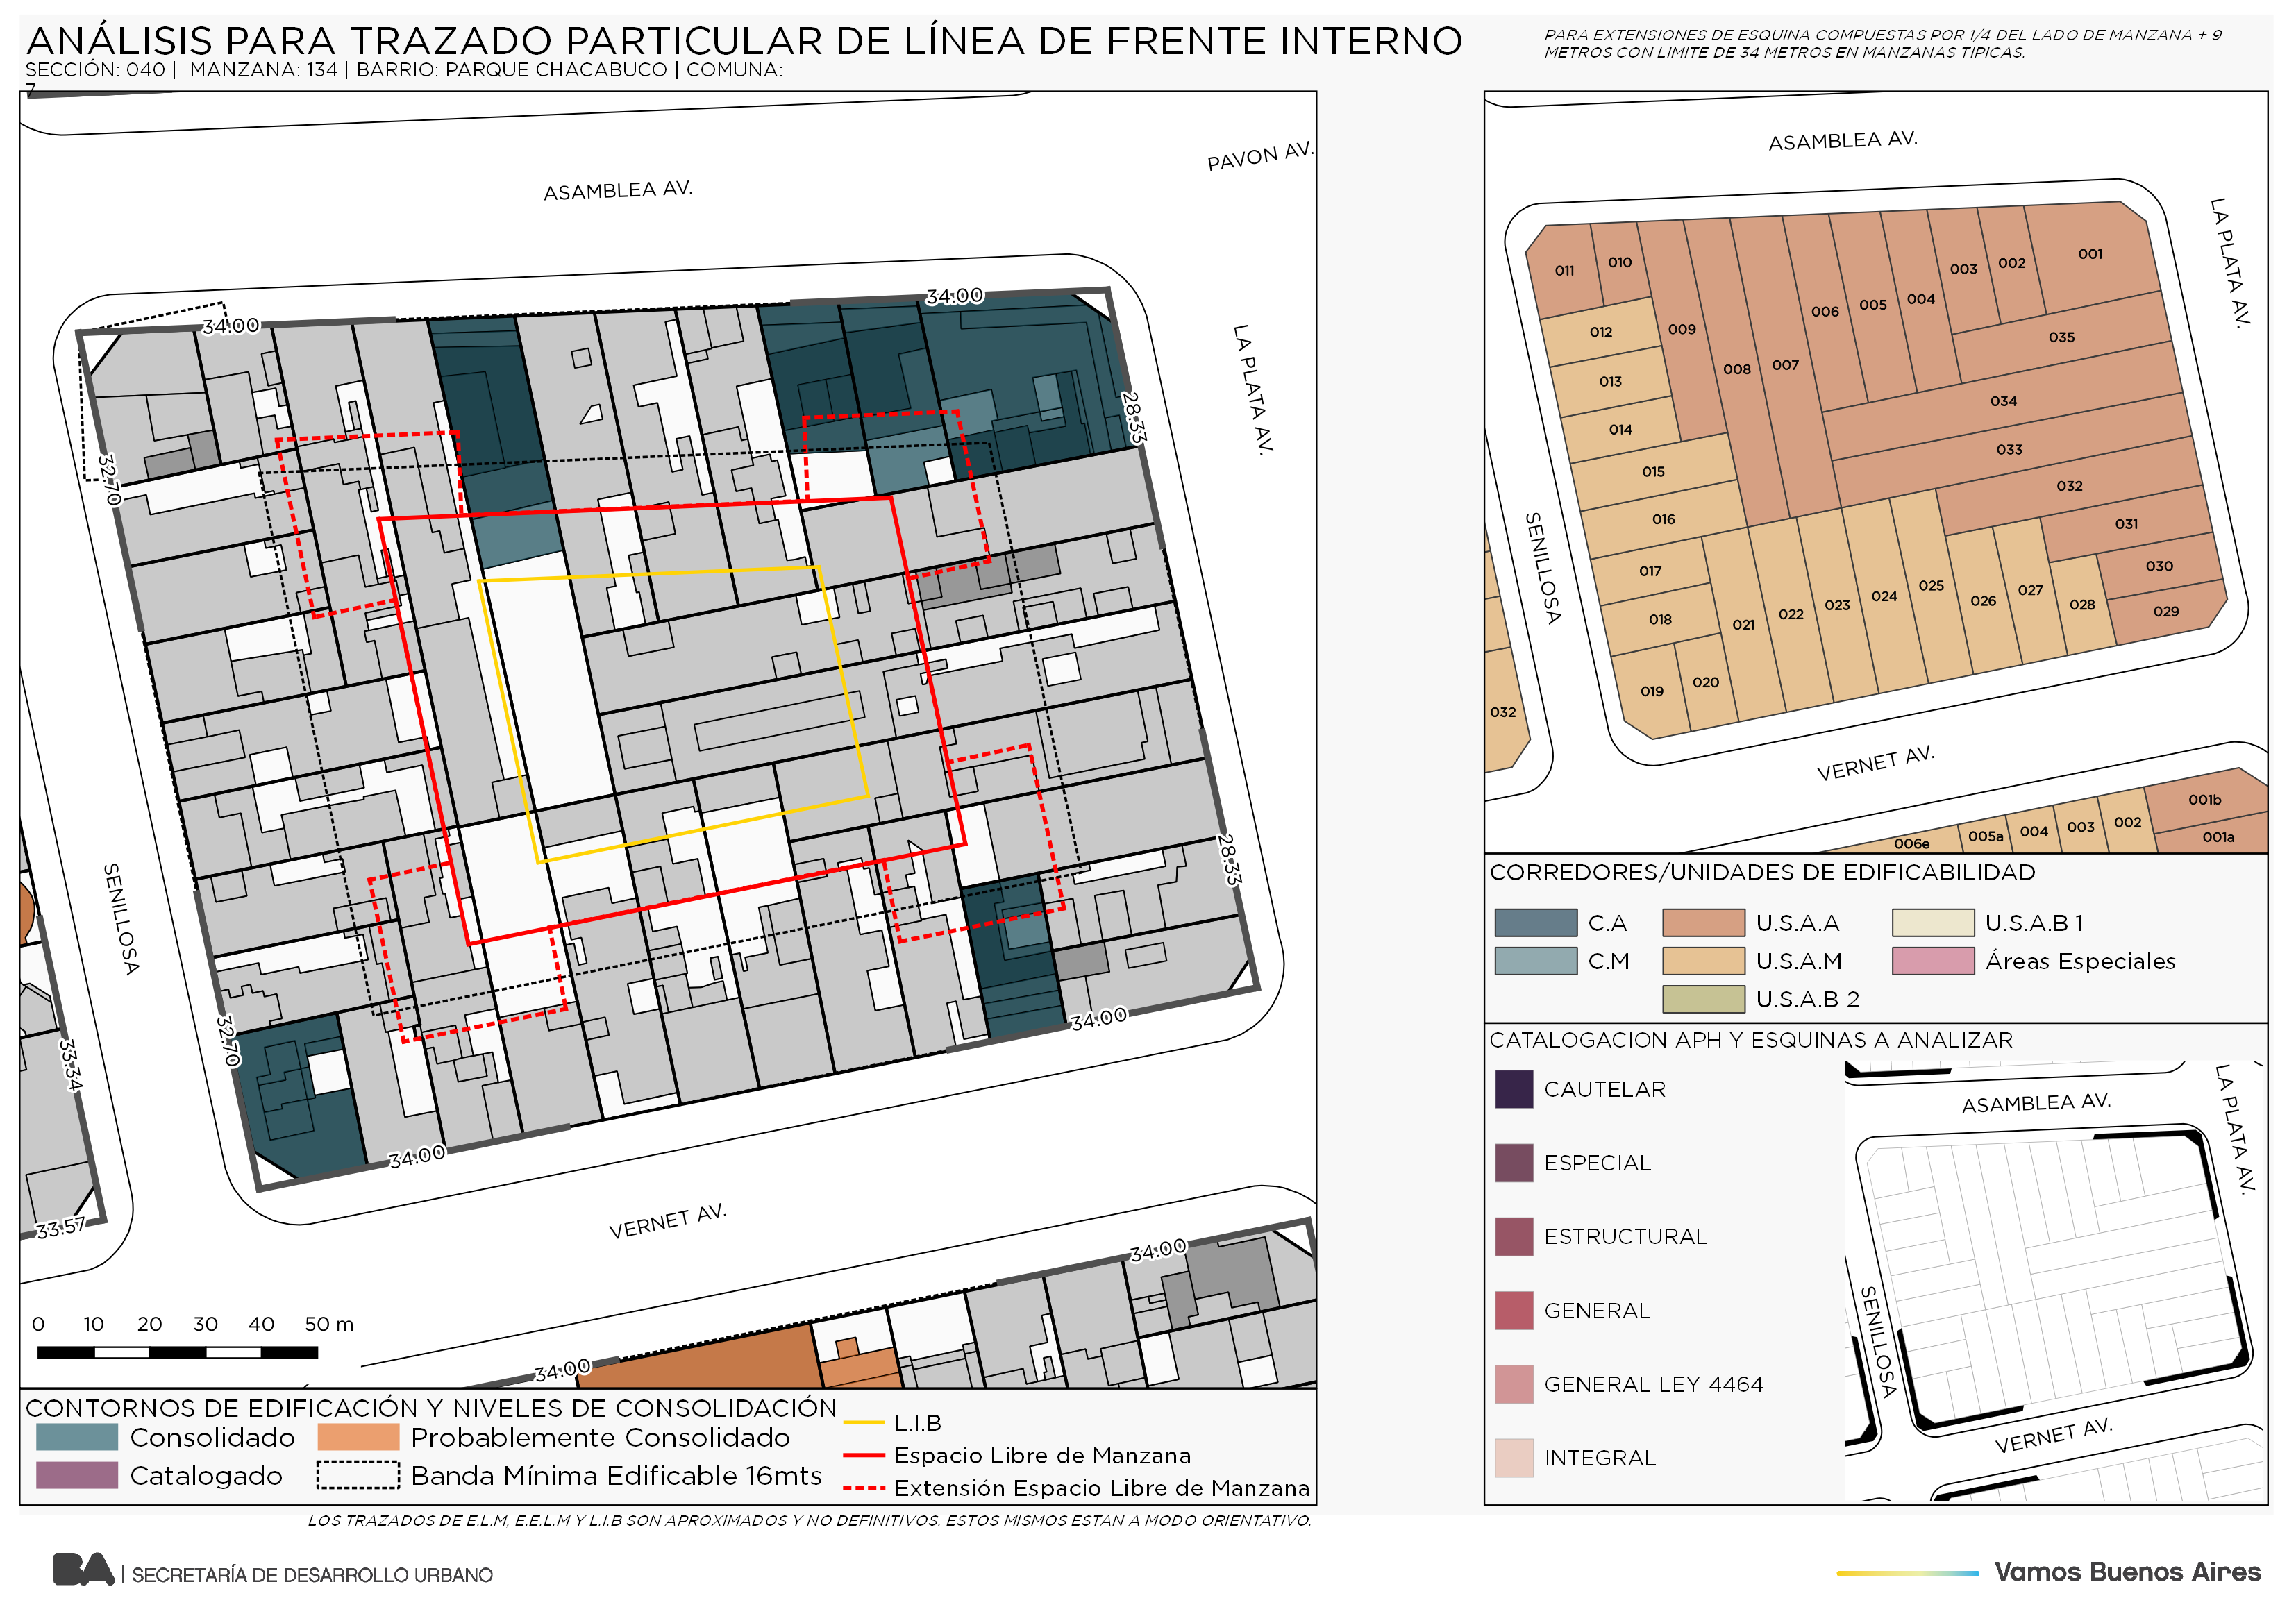 ANÁLISIS PARA TRAZADO PARTICULAR DE LÍNEA DE FRENTE INTERNO
SECCIÓN: 040 | MANZANA: 134 | BARRIO: PARQUE CHACABUCO | COMUNA:
7
PARA EXTENSIONES DE ESQUINA COMPUESTAS POR 1/4 DEL LADO DE MANZANA + 9
METROS CON LIMITE DE 34 METROS EN MANZANAS TIPICAS.
PAVON AV.
ASAMBLEA AV.
LA PLATA AV.
SENILLOSA
VERNET AV.
34.00
34.00
28.33
32.70
28.33
32.70
34.00
34.00
33.34
33.57
34.00
34.00
0 10 20 30 40 50 m
CONTORNOS DE EDIFICACIÓN Y NIVELES DE CONSOLIDACIÓN
Consolidado
Probablemente Consolidado
Catalogado
Banda Mínima Edificable 16mts
L.I.B
Espacio Libre de Manzana
Extensión Espacio Libre de Manzana
LOS TRAZADOS DE E.L.M, E.E.L.M Y L.I.B SON APROXIMADOS Y NO DEFINITIVOS. ESTOS MISMOS ESTAN A MODO ORIENTATIVO.
ASAMBLEA AV.
LA PLATA AV.
SENILLOSA
VERNET AV.
011
010
009
008
007
006
005
004
003
002
001
012
013
014
015
016
017
018
019
020
021
022
023
024
025
026
027
028
029
030
031
032
033
034
035
032
006e
005a
004
003
002
001b
001a
CORREDORES/UNIDADES DE EDIFICABILIDAD
C.A
U.S.A.A
U.S.A.B 1
C.M
U.S.A.M
Áreas Especiales
U.S.A.B 2
CATALOGACION APH Y ESQUINAS A ANALIZAR
CAUTELAR
ESPECIAL
ESTRUCTURAL
GENERAL
GENERAL LEY 4464
INTEGRAL
ASAMBLEA AV.
LA PLATA AV.
SENILLOSA
VERNET AV.
BA | SECRETARÍA DE DESARROLLO URBANO
Vamos Buenos Aires